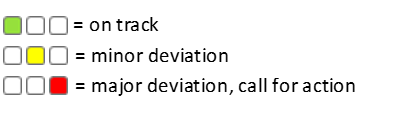 = on track
= minor deviation
= major deviation, call for action